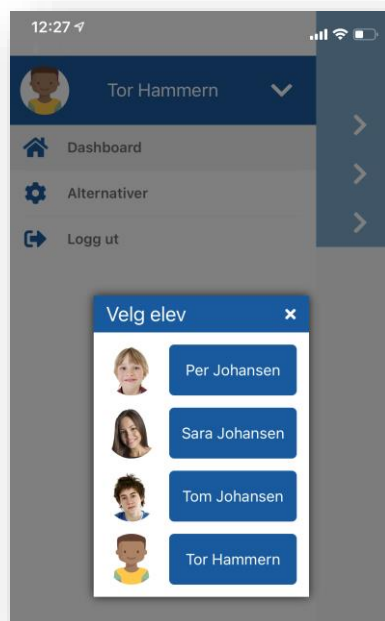 12:27
Tor Hammern
Dashboard
Alternativer
Logg ut
Velg elev
Per Johansen
Sara Johansen
Tom Johansen
Tor Hammern